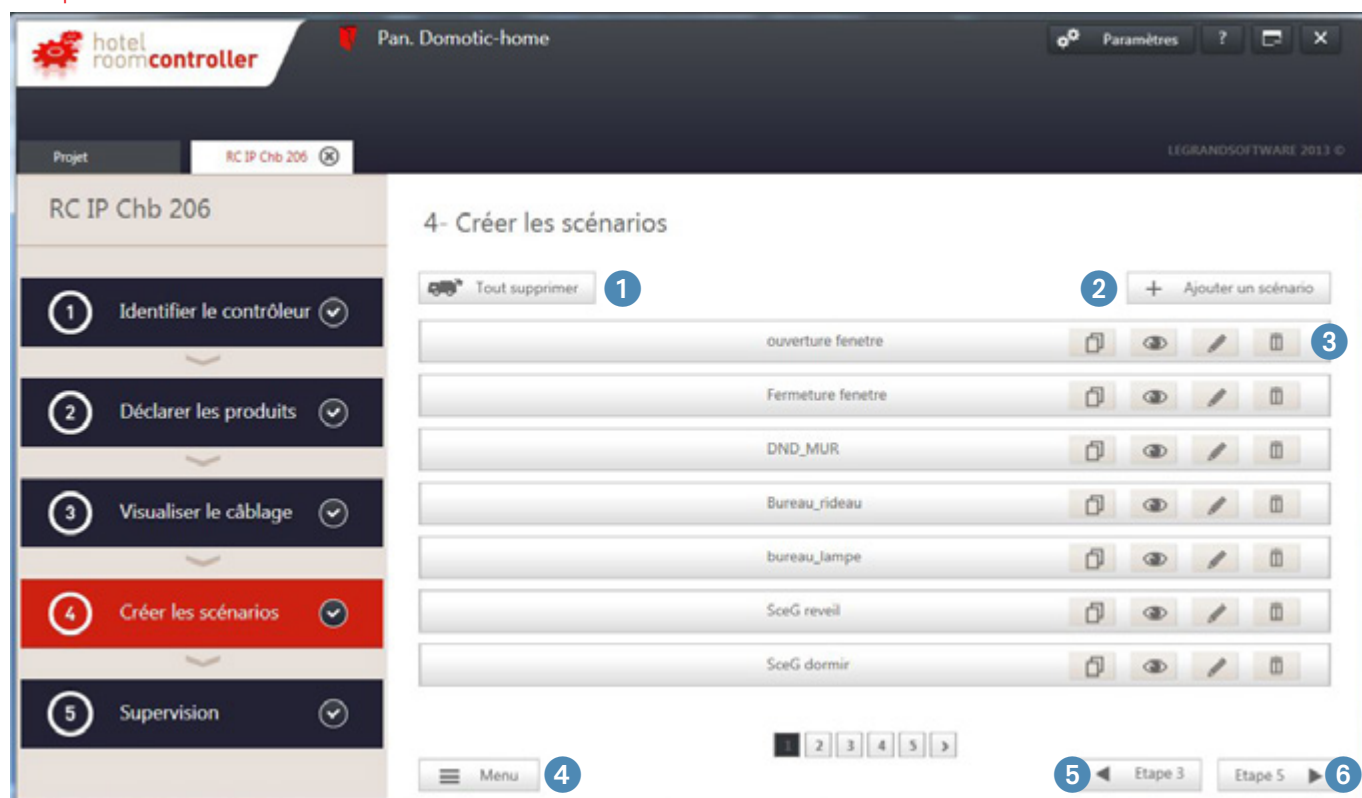 hotel
roomcontroller
Pan. Domotic-home
Paramètres ?
Projet
RC IP Chb 206
LEGRANDSOFTWARE 2013 ©
RC IP Chb 206
1 Identifier le contrôleur
2 Déclarer les produits
3 Visualiser le câblage
4 Créer les scénarios
5 Supervision
4- Créer les scénarios
Tout supprimer 1
2 + Ajouter un scénario
ouverture fenetre 3
Fermeture fenetre
DND_MUR
Bureau_rideau
bureau_lampe
SceG reveil
SceG dormir
1 2 3 4 5 >
Menu 4
5 Etape 3
Etape 5 6